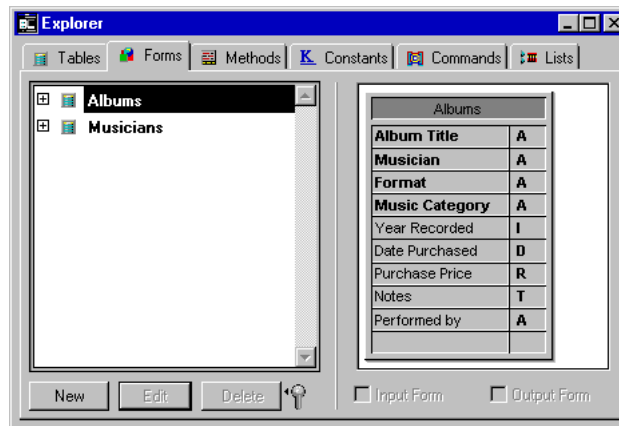 Explorer
Tables Forms Methods K Constants Commands Lists
Albums
Musicians
Albums
Album Title A
Musician A
Format A
Music Category A
Year Recorded I
Date Purchased D
Purchase Price R
Notes T
Performed by A
New Edit Delete Input Form Output Form